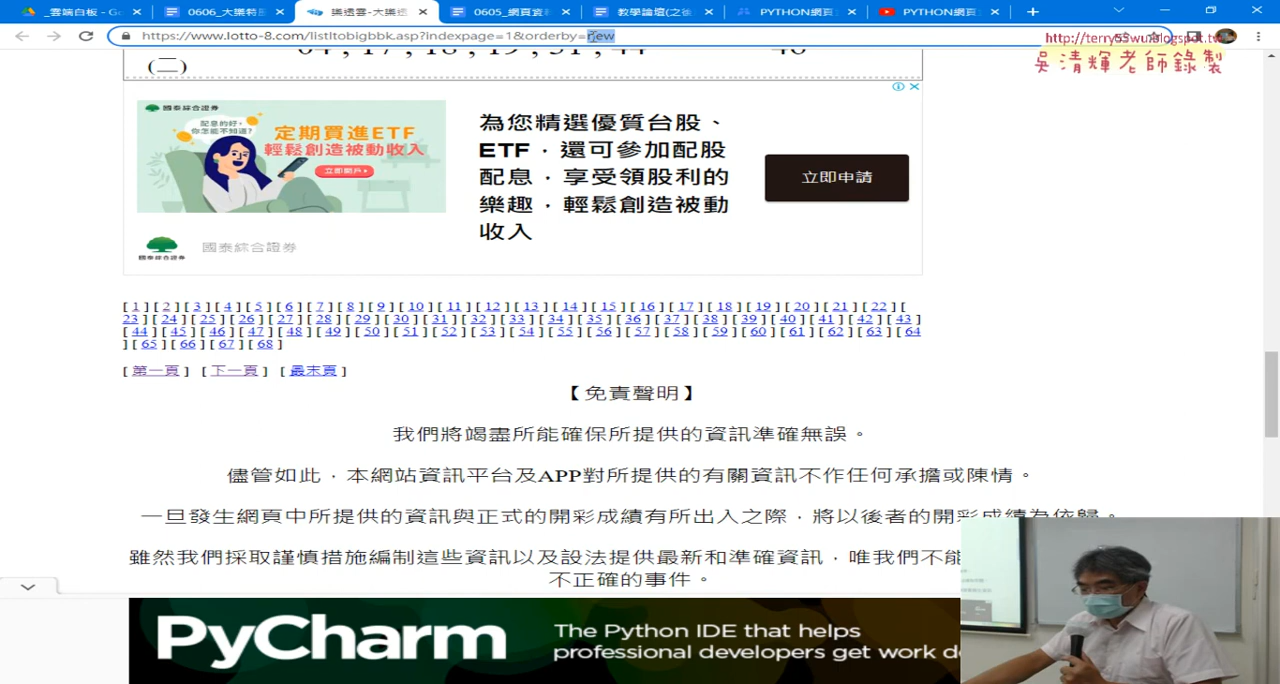 _雲端白板 - Go
0606_大樂特
樂透雲-大樂透
0605_網頁資料
教學論壇(之後
PYTHON網頁
PYTHON網頁
https://www.lotto-8.com/listltobigbbk.asp?indexpage=1&orderby=new
http://terry55wu.blogspot.tw
吳清輝老師錄製
(二)
04 , 17 , 18 , 19 , 31 , 44
國泰綜合證券
配息的好,
你怎能不知道?
定期買進ETF
輕鬆創造被動收入
立即開戶
國泰綜合證券
為您精選優質台股、
ETF，還可參加配股
配息，享受領股利的
樂趣，輕鬆創造被動
收入
立即申請
[ 1 ] [ 2 ] [ 3 ] [ 4 ] [ 5 ] [ 6 ] [ 7 ] [ 8 ] [ 9 ] [ 10 ] [ 11 ] [ 12 ] [ 13 ] [ 14 ] [ 15 ] [ 16 ] [ 17 ] [ 18 ] [ 19 ] [ 20 ] [ 21 ] [ 22 ] [
23 ] [ 24 ] [ 25 ] [ 26 ] [ 27 ] [ 28 ] [ 29 ] [ 30 ] [ 31 ] [ 32 ] [ 33 ] [ 34 ] [ 35 ] [ 36 ] [ 37 ] [ 38 ] [ 39 ] [ 40 ] [ 41 ] [ 42 ] [ 43 ]
[ 44 ] [ 45 ] [ 46 ] [ 47 ] [ 48 ] [ 49 ] [ 50 ] [ 51 ] [ 52 ] [ 53 ] [ 54 ] [ 55 ] [ 56 ] [ 57 ] [ 58 ] [ 59 ] [ 60 ] [ 61 ] [ 62 ] [ 63 ] [ 64
] [ 65 ] [ 66 ] [ 67 ] [ 68 ]
[ 第一頁 ] [ 下一頁 ] [ 最末頁 ]
【免責聲明】
我們將竭盡所能確保所提供的資訊準確無誤。
儘管如此，本網站資訊平台及APP對所提供的有關資訊不作任何承擔或陳情。
一旦發生網頁中所提供的資訊與正式的開彩成績有所出入之際，將以後者的開彩成績為依歸。
雖然我們採取謹慎措施編制這些資訊以及設法提供最新和準確資訊，唯我們不能
不正確的事件。
PyCharm
The Python IDE that helps
professional developers get work d